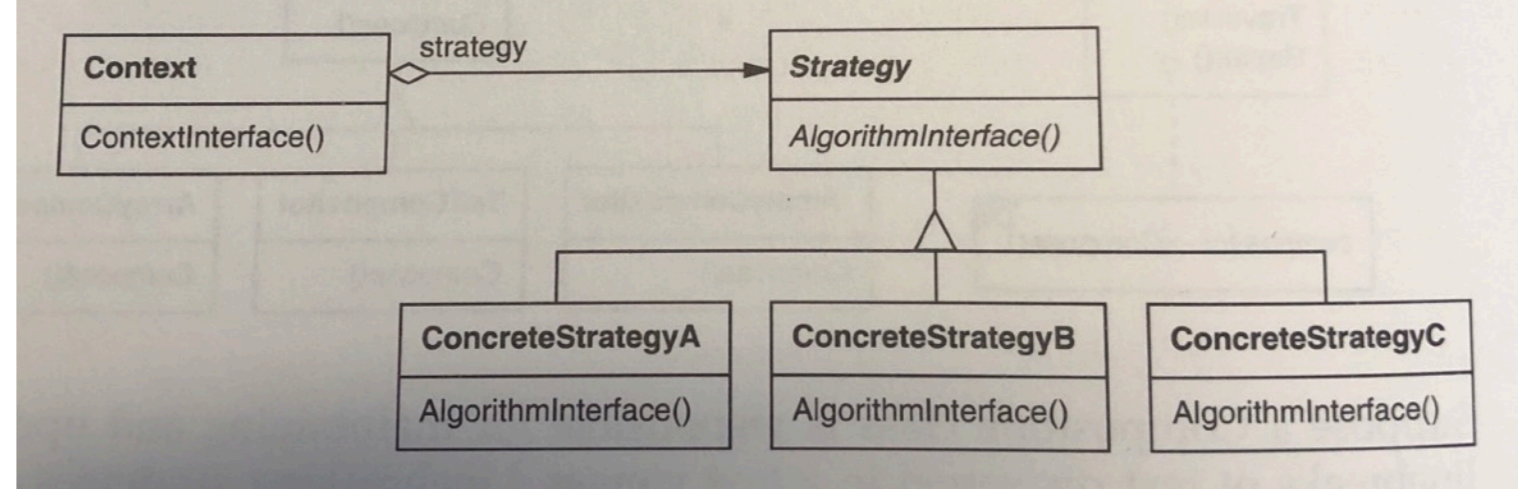 Context
ContextInterface()
strategy
Strategy
AlgorithmInterface()
ConcreteStrategyA
AlgorithmInterface()
ConcreteStrategyB
AlgorithmInterface()
ConcreteStrategyC
AlgorithmInterface()